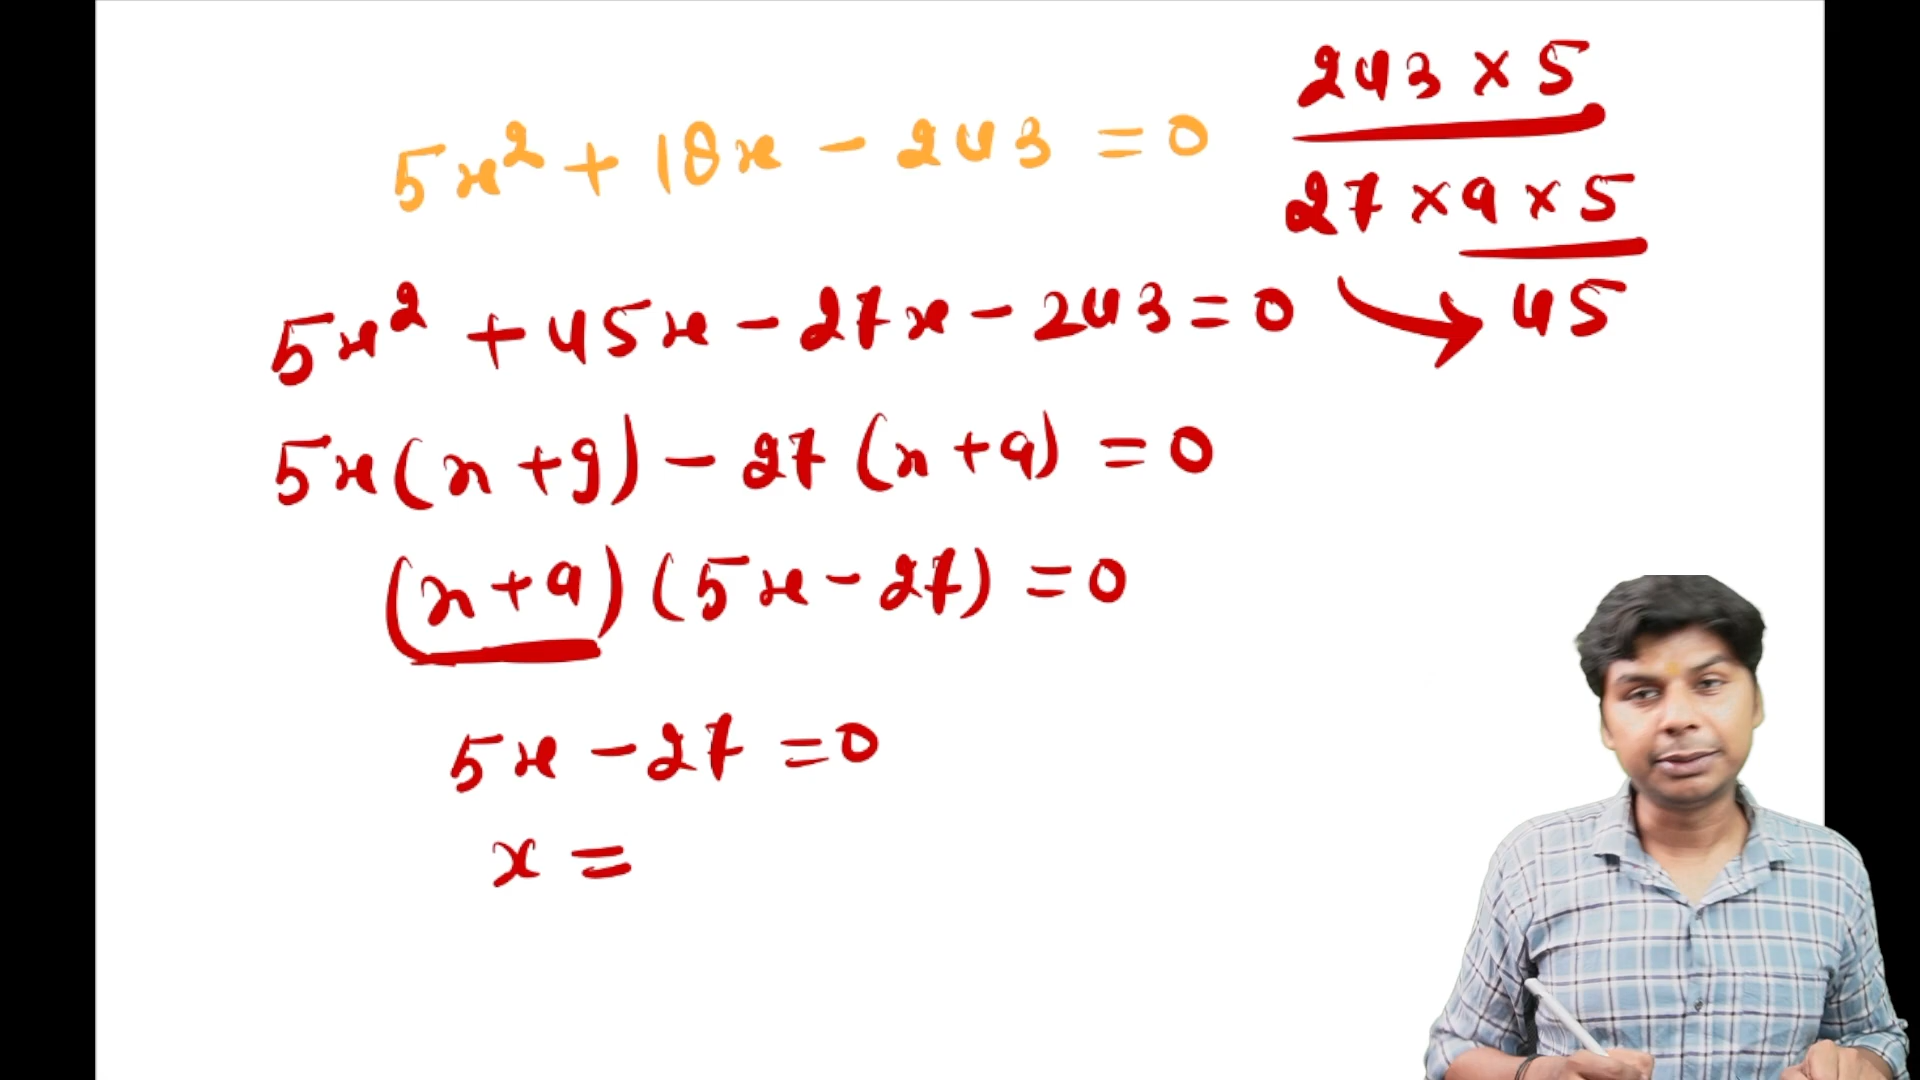 5x² + 18x - 243 = 0
243 × 5
27 × 9 × 5
45
5x² + 45x - 27x - 243 = 0
5x(x + 9) - 27(x + 9) = 0
(x + 9)(5x - 27) = 0
5x - 27 = 0
x =